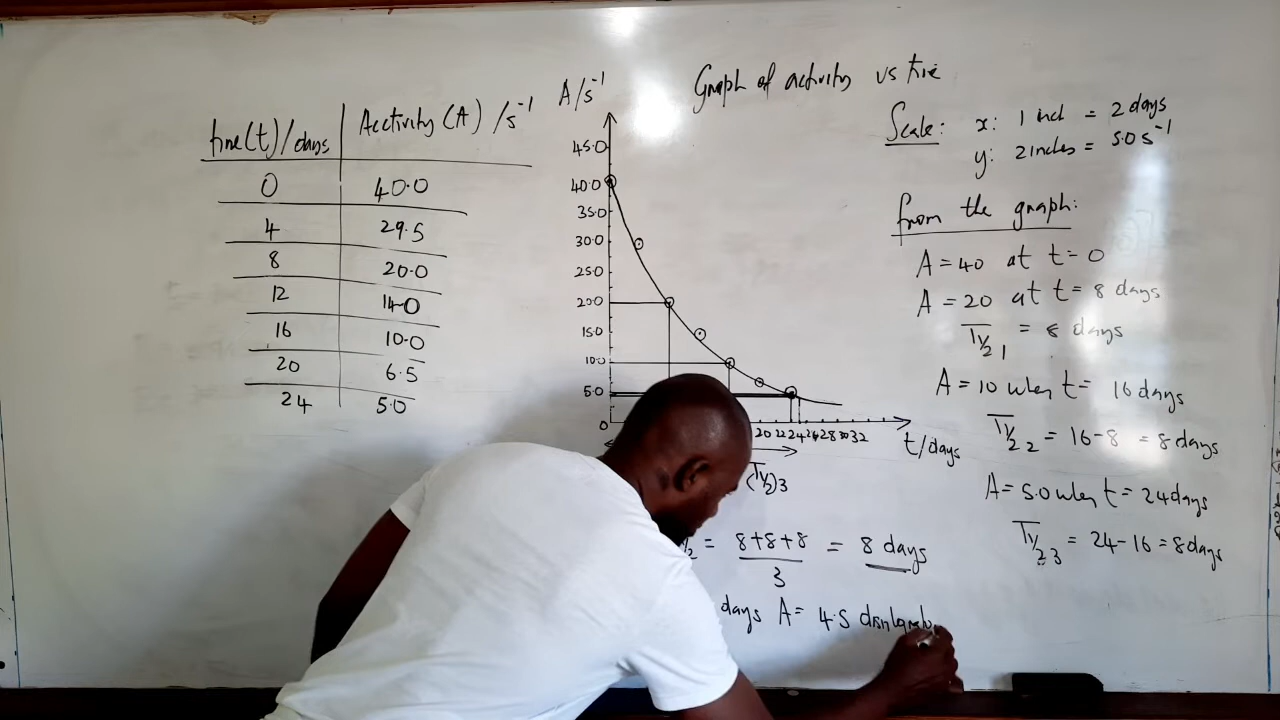 Graph of activity vs time
time(t)/days Acctivity (A) /s⁻¹
0 40.0
4 29.5
8 20.0
12 14.0
16 10.0
20 6.5
24 5.0
A/s⁻¹
45.0
40.0
35.0
30.0
25.0
20.0
15.0
10.0
5.0
0
20 22 24 26 28 30 32
t/days
(T½)3
½ = 8+8+8 / 3 = 8 days
days A = 4.5
Scale: x: 1 inch = 2 days
y: 2 inches = 5.0 s⁻¹
from the graph:
A = 40 at t = 0
A = 20 at t = 8 days
T½ 1 = 8 days
A = 10 when t = 16 days
T½ 2 = 16-8 = 8 days
A = 5.0 when t = 24 days
T½ 3 = 24-16 = 8 days